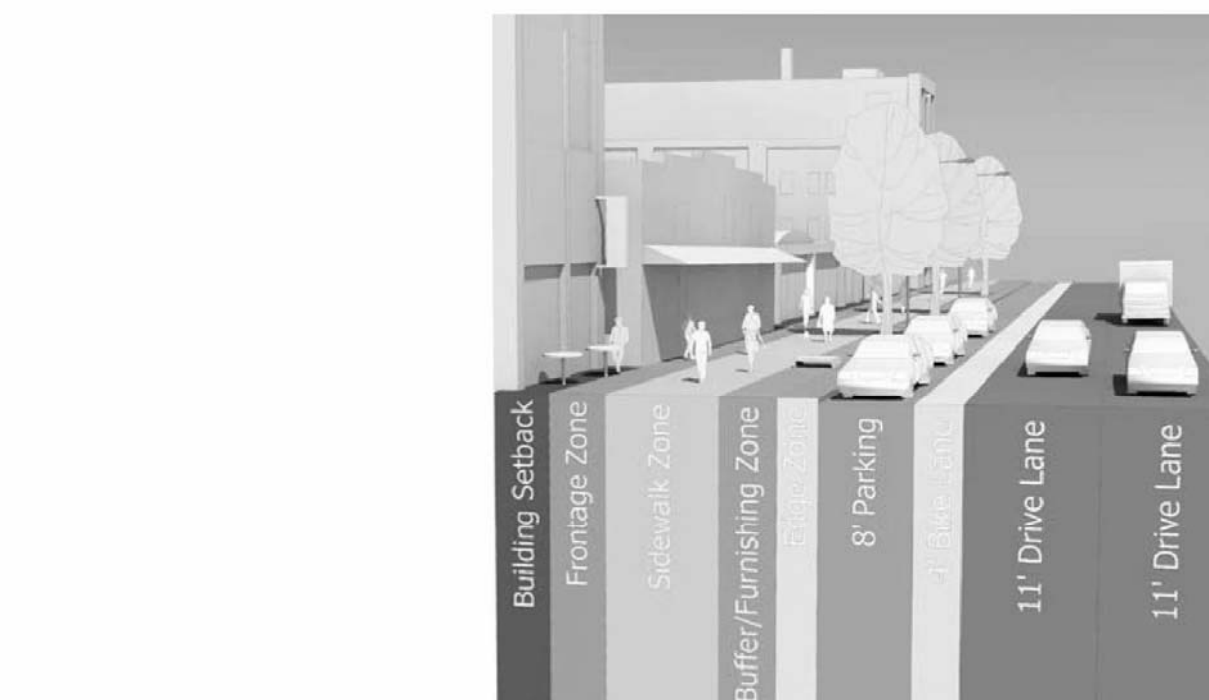 Building Setback
Frontage Zone
Sidewalk Zone
Buffer/Furnishing Zone
Edge Zone
8' Parking
4' Bike Lane
11' Drive Lane
11' Drive Lane